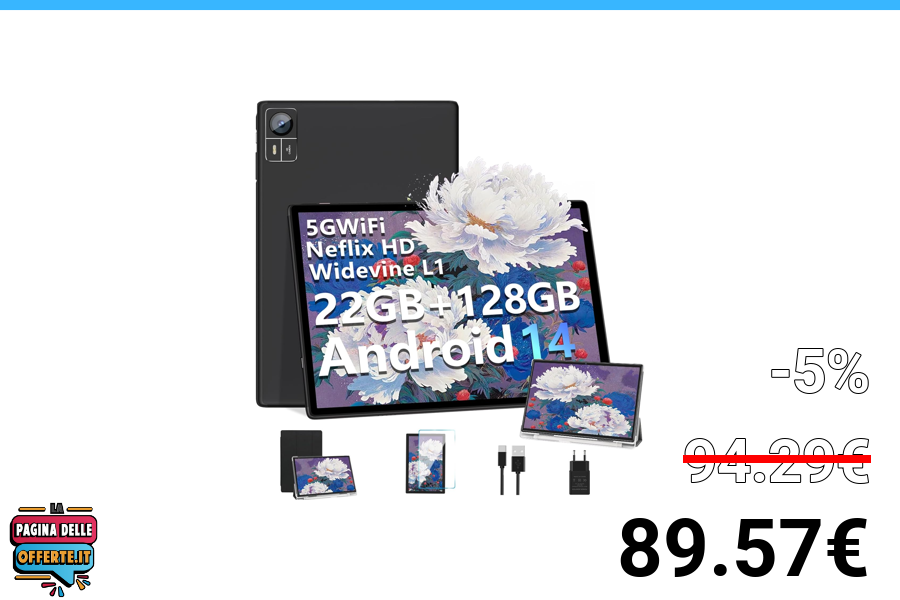 5GWiFi
Neflix HD
Widevine L1
22GB+128GB
Android 14
-5%
94.29€
89.57€
LA
PAGINA DELLE
OFFERTE.IT